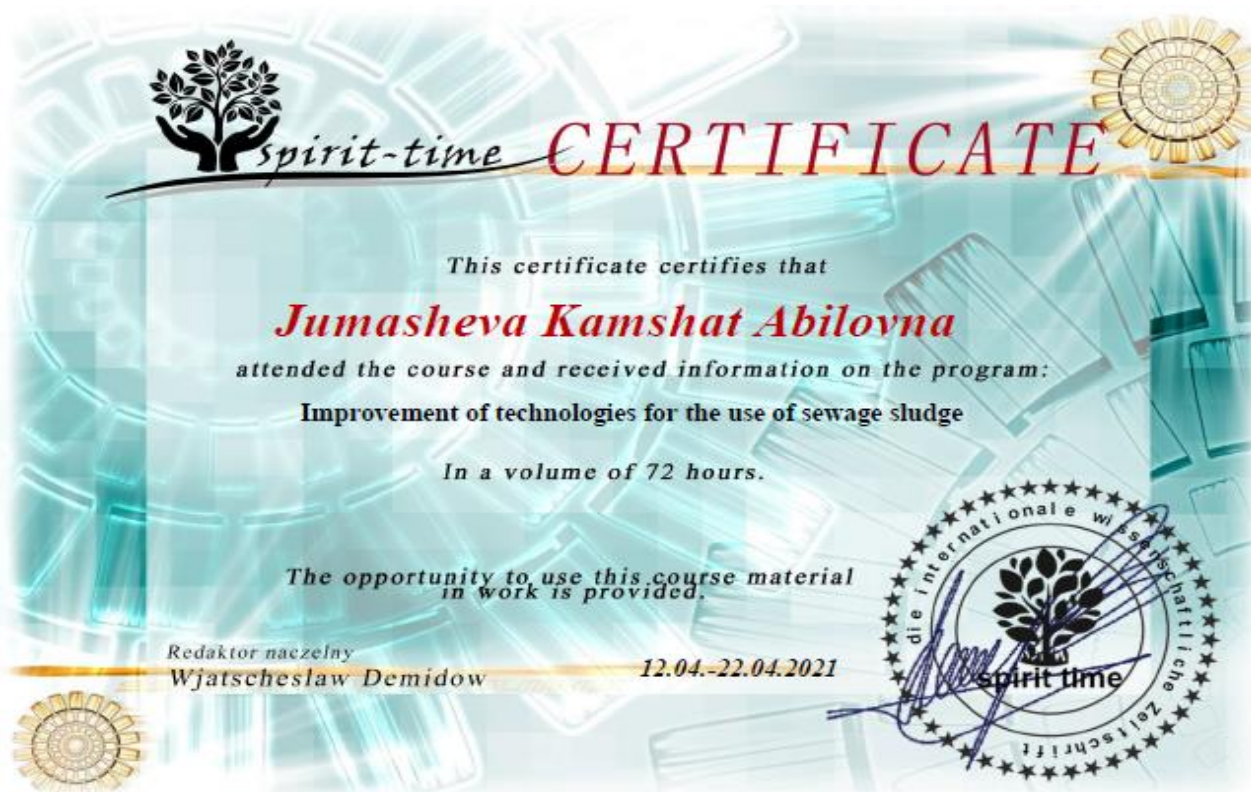 spirit-time CERTIFICATE
This certificate certifies that
Jumasheva Kamshat Abilovna
attended the course and received information on the program:
Improvement of technologies for the use of sewage sludge
In a volume of 72 hours.
The opportunity to use this course material
in work is provided.
Redaktor naczelny
Wjatscheslaw Demidow
12.04.-22.04.2021
die internationale wissenschaftliche Zeitschrift
spirit time